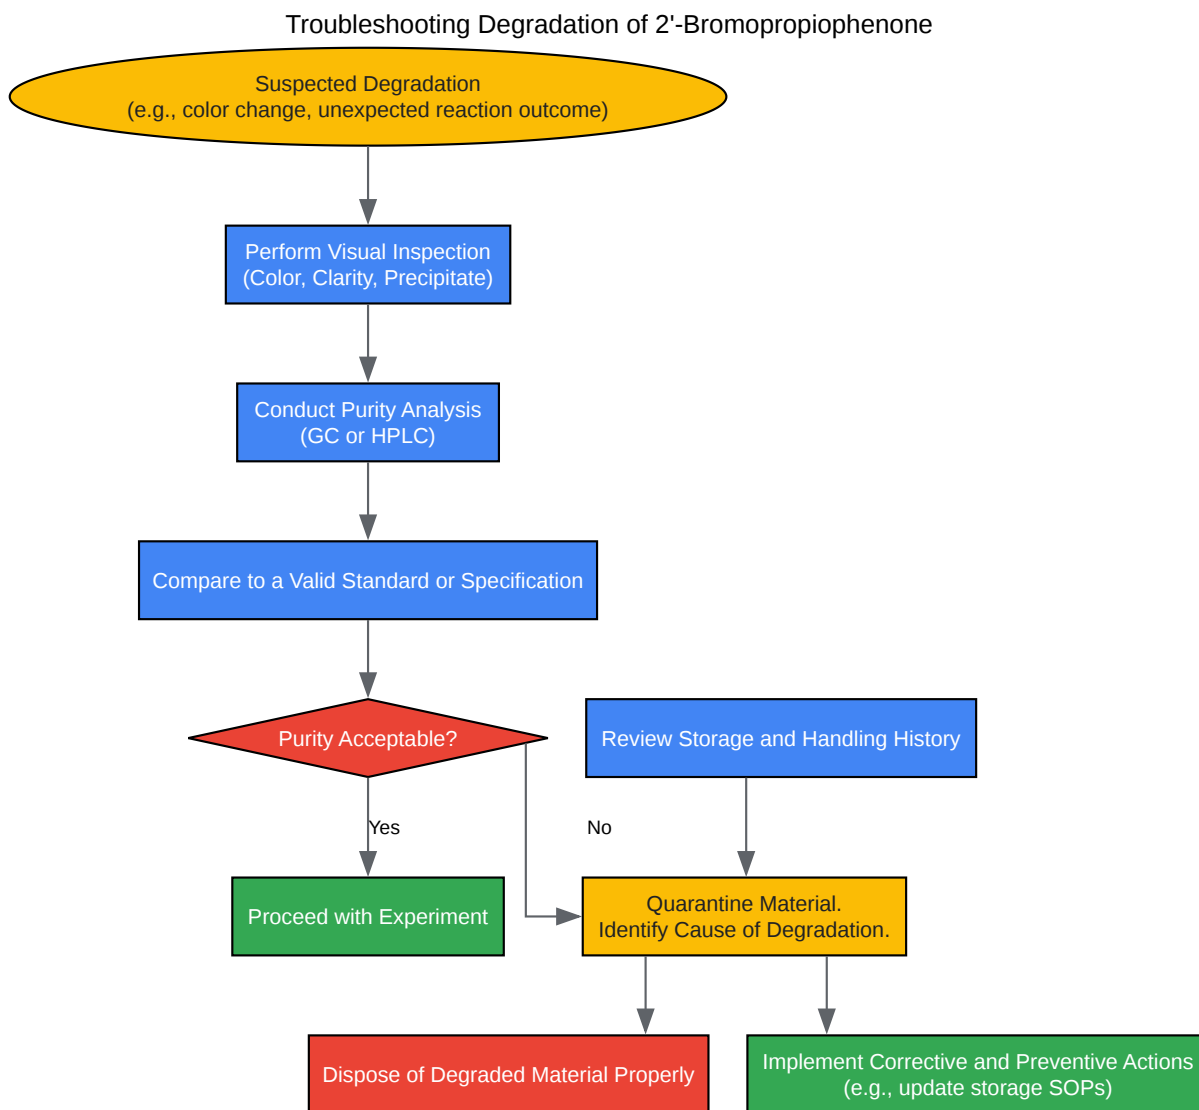 Troubleshooting Degradation of 2'-Bromopropiophenone
Suspected Degradation
(e.g., color change, unexpected reaction outcome)
Perform Visual Inspection
(Color, Clarity, Precipitate)
Conduct Purity Analysis
(GC or HPLC)
Compare to a Valid Standard or Specification
Purity Acceptable?
Review Storage and Handling History
Yes
No
Proceed with Experiment
Quarantine Material.
Identify Cause of Degradation.
Dispose of Degraded Material Properly
Implement Corrective and Preventive Actions
(e.g., update storage SOPs)